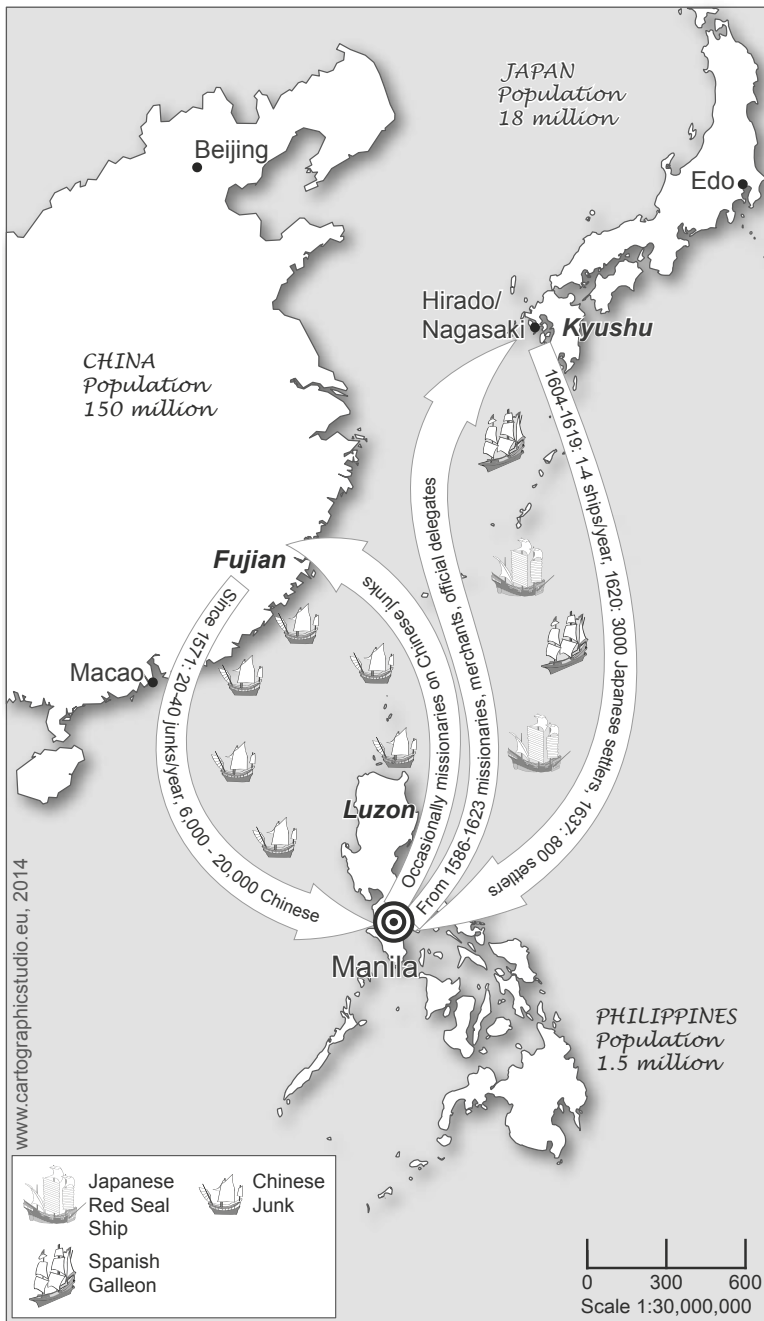 JAPAN
Population
18 million
Beijing
Edo
Hirado/
Nagasaki
Kyushu
CHINA
Population
150 million
1604-1619: 1-4 ships/year, 1620: 3000 Japanese settlers, 1637: 800 settlers
From 1586-1623 missionaries, merchants, official delegates
Occasionally missionaries on Chinese junks
Fujian
Since 1571: 20-40 junks/year, 6,000 - 20,000 Chinese
Macao
Luzon
Manila
PHILIPPINES
Population
1.5 million
www.cartographicstudio.eu, 2014
Japanese
Red Seal
Ship
Chinese
Junk
Spanish
Galleon
0 300 600
Scale 1:30,000,000